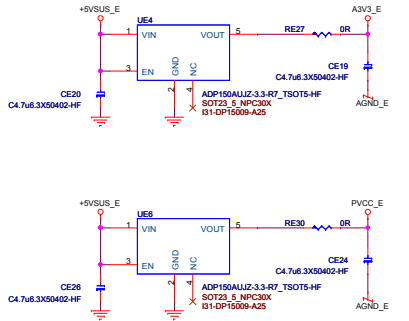 +5VSUS_E
UE4
A3V3_E
1
VIN
VOUT
5
RE27
0R
3
EN
GND
NC
2
4
CE20
C4.7u6.3X50402-HF
CE19
C4.7u6.3X50402-HF
AGND_E
ADP150AUJZ-3.3-R7_TSOT5-HF
SOT23_5_NPC30X
I31-DP15009-A25
+5VSUS_E
UE6
PVCC_E
1
VIN
VOUT
5
RE30
0R
3
EN
GND
NC
2
4
CE26
C4.7u6.3X50402-HF
CE24
C4.7u6.3X50402-HF
AGND_E
ADP150AUJZ-3.3-R7_TSOT5-HF
SOT23_5_NPC30X
I31-DP15009-A25